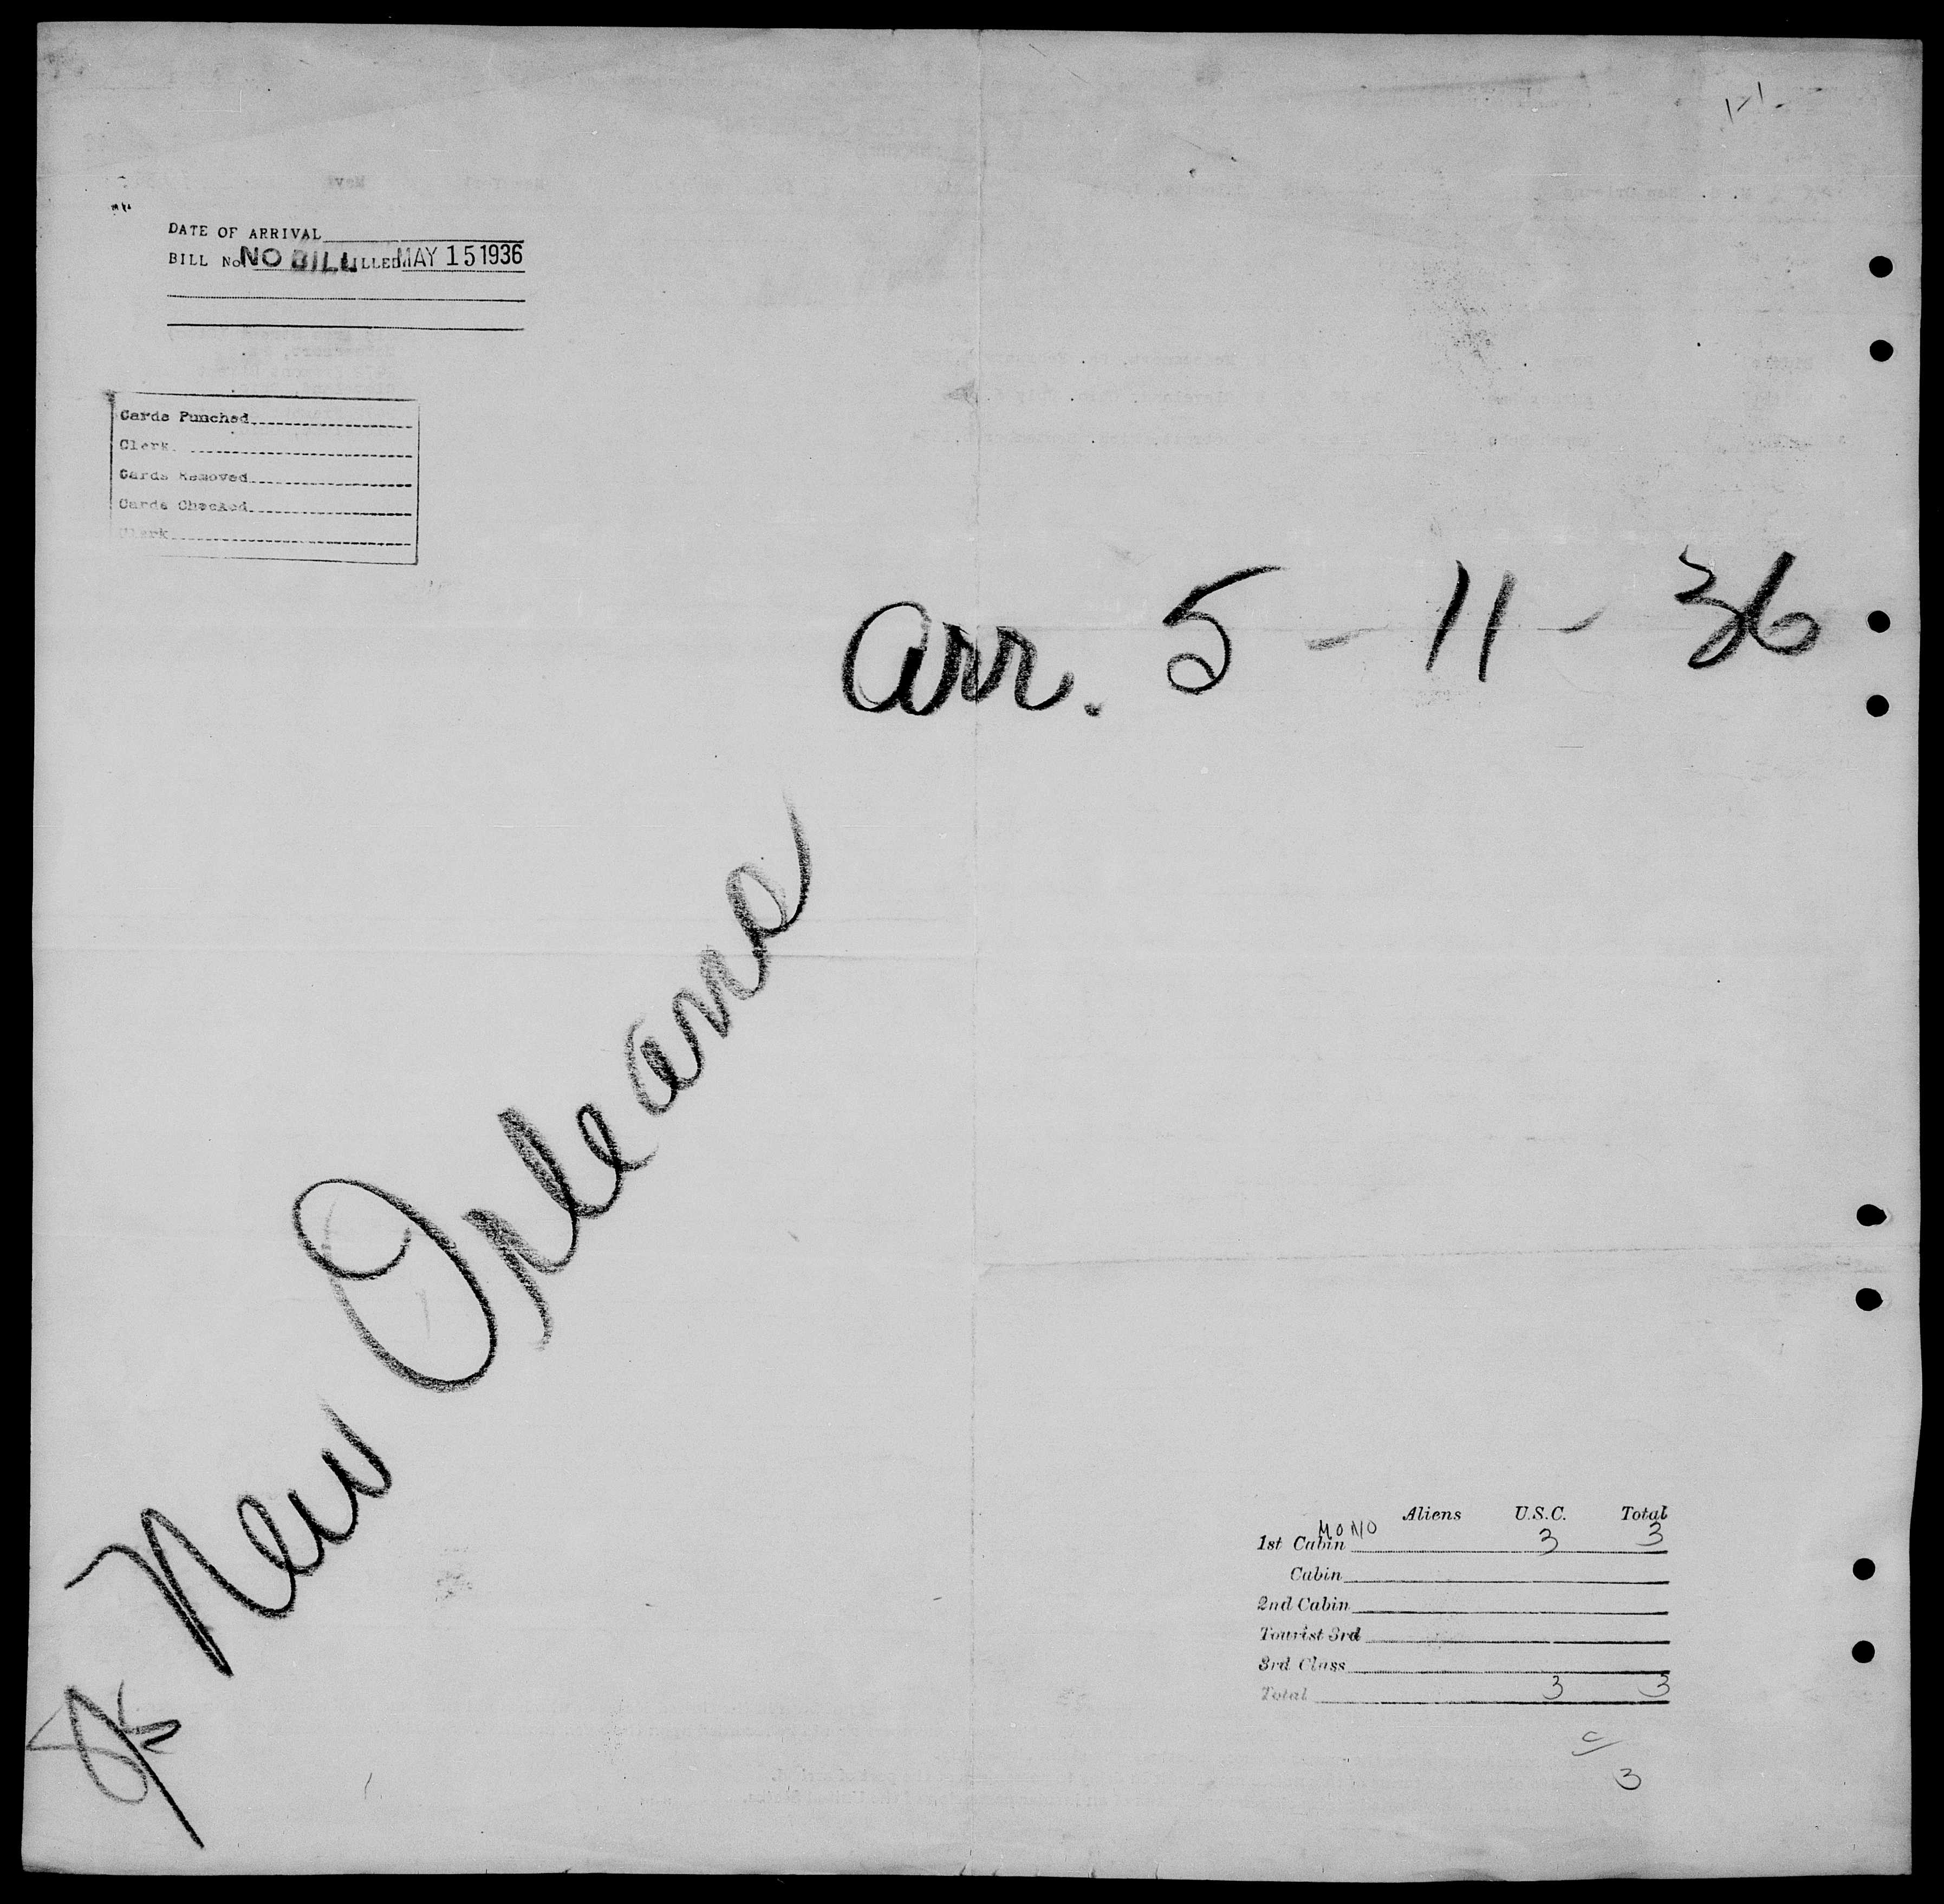 DATE OF ARRIVAL
BILL No. NO BILL BILLED MAY 15 1936
Cards Punched
Clerk
Cards Removed
Cards Checked
Clerk
arr. 5 - 11 - 36
New Orleans
Aliens U.S.C. Total
MONO
1st Cabin 3 3
Cabin
2nd Cabin
Tourist 3rd
3rd Class
Total 3 3
3